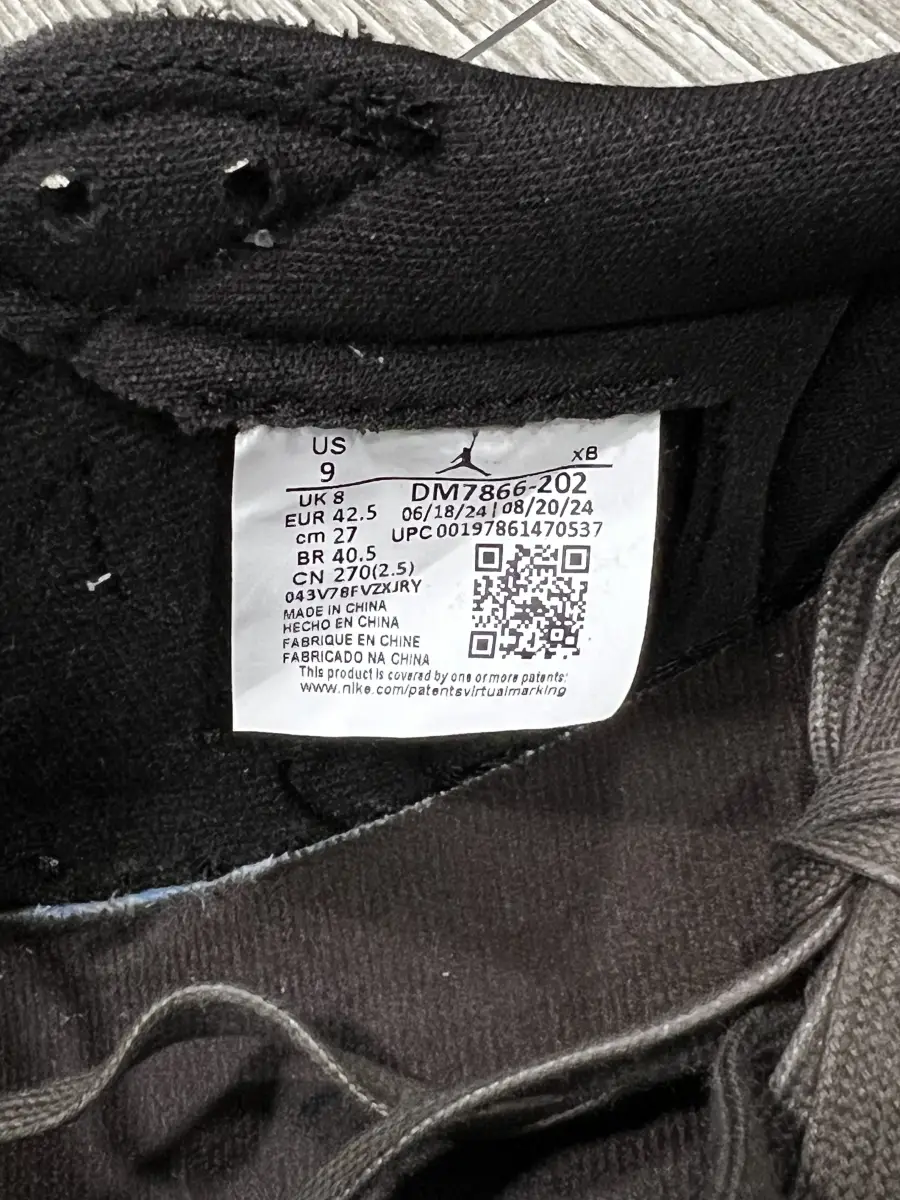 US
9
xB
UK 8
EUR 42.5
cm 27
BR 40.5
CN 270(2.5)
043V78FVZXJRY
DM7866-202
06/18/24 | 08/20/24
UPC00197861470537
MADE IN CHINA
HECHO EN CHINA
FABRIQUE EN CHINE
FABRICADO NA CHINA
This product is covered by one or more patents:
www.nike.com/patentsvirtualmarking